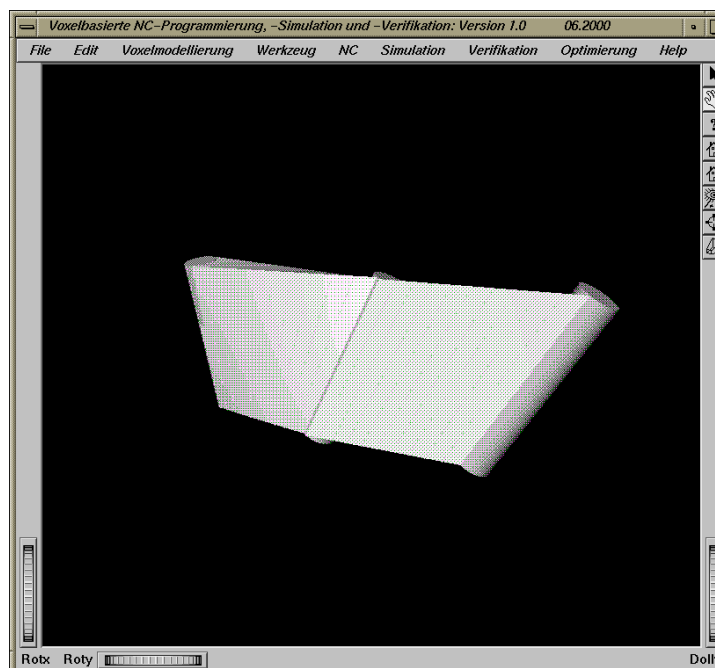 Voxelbasierte NC-Programmierung, -Simulation und -Verifikation: Version 1.0 06.2000
File Edit Voxelmodellierung Werkzeug NC Simulation Verifikation Optimierung Help
?
Rotx Roty Doll